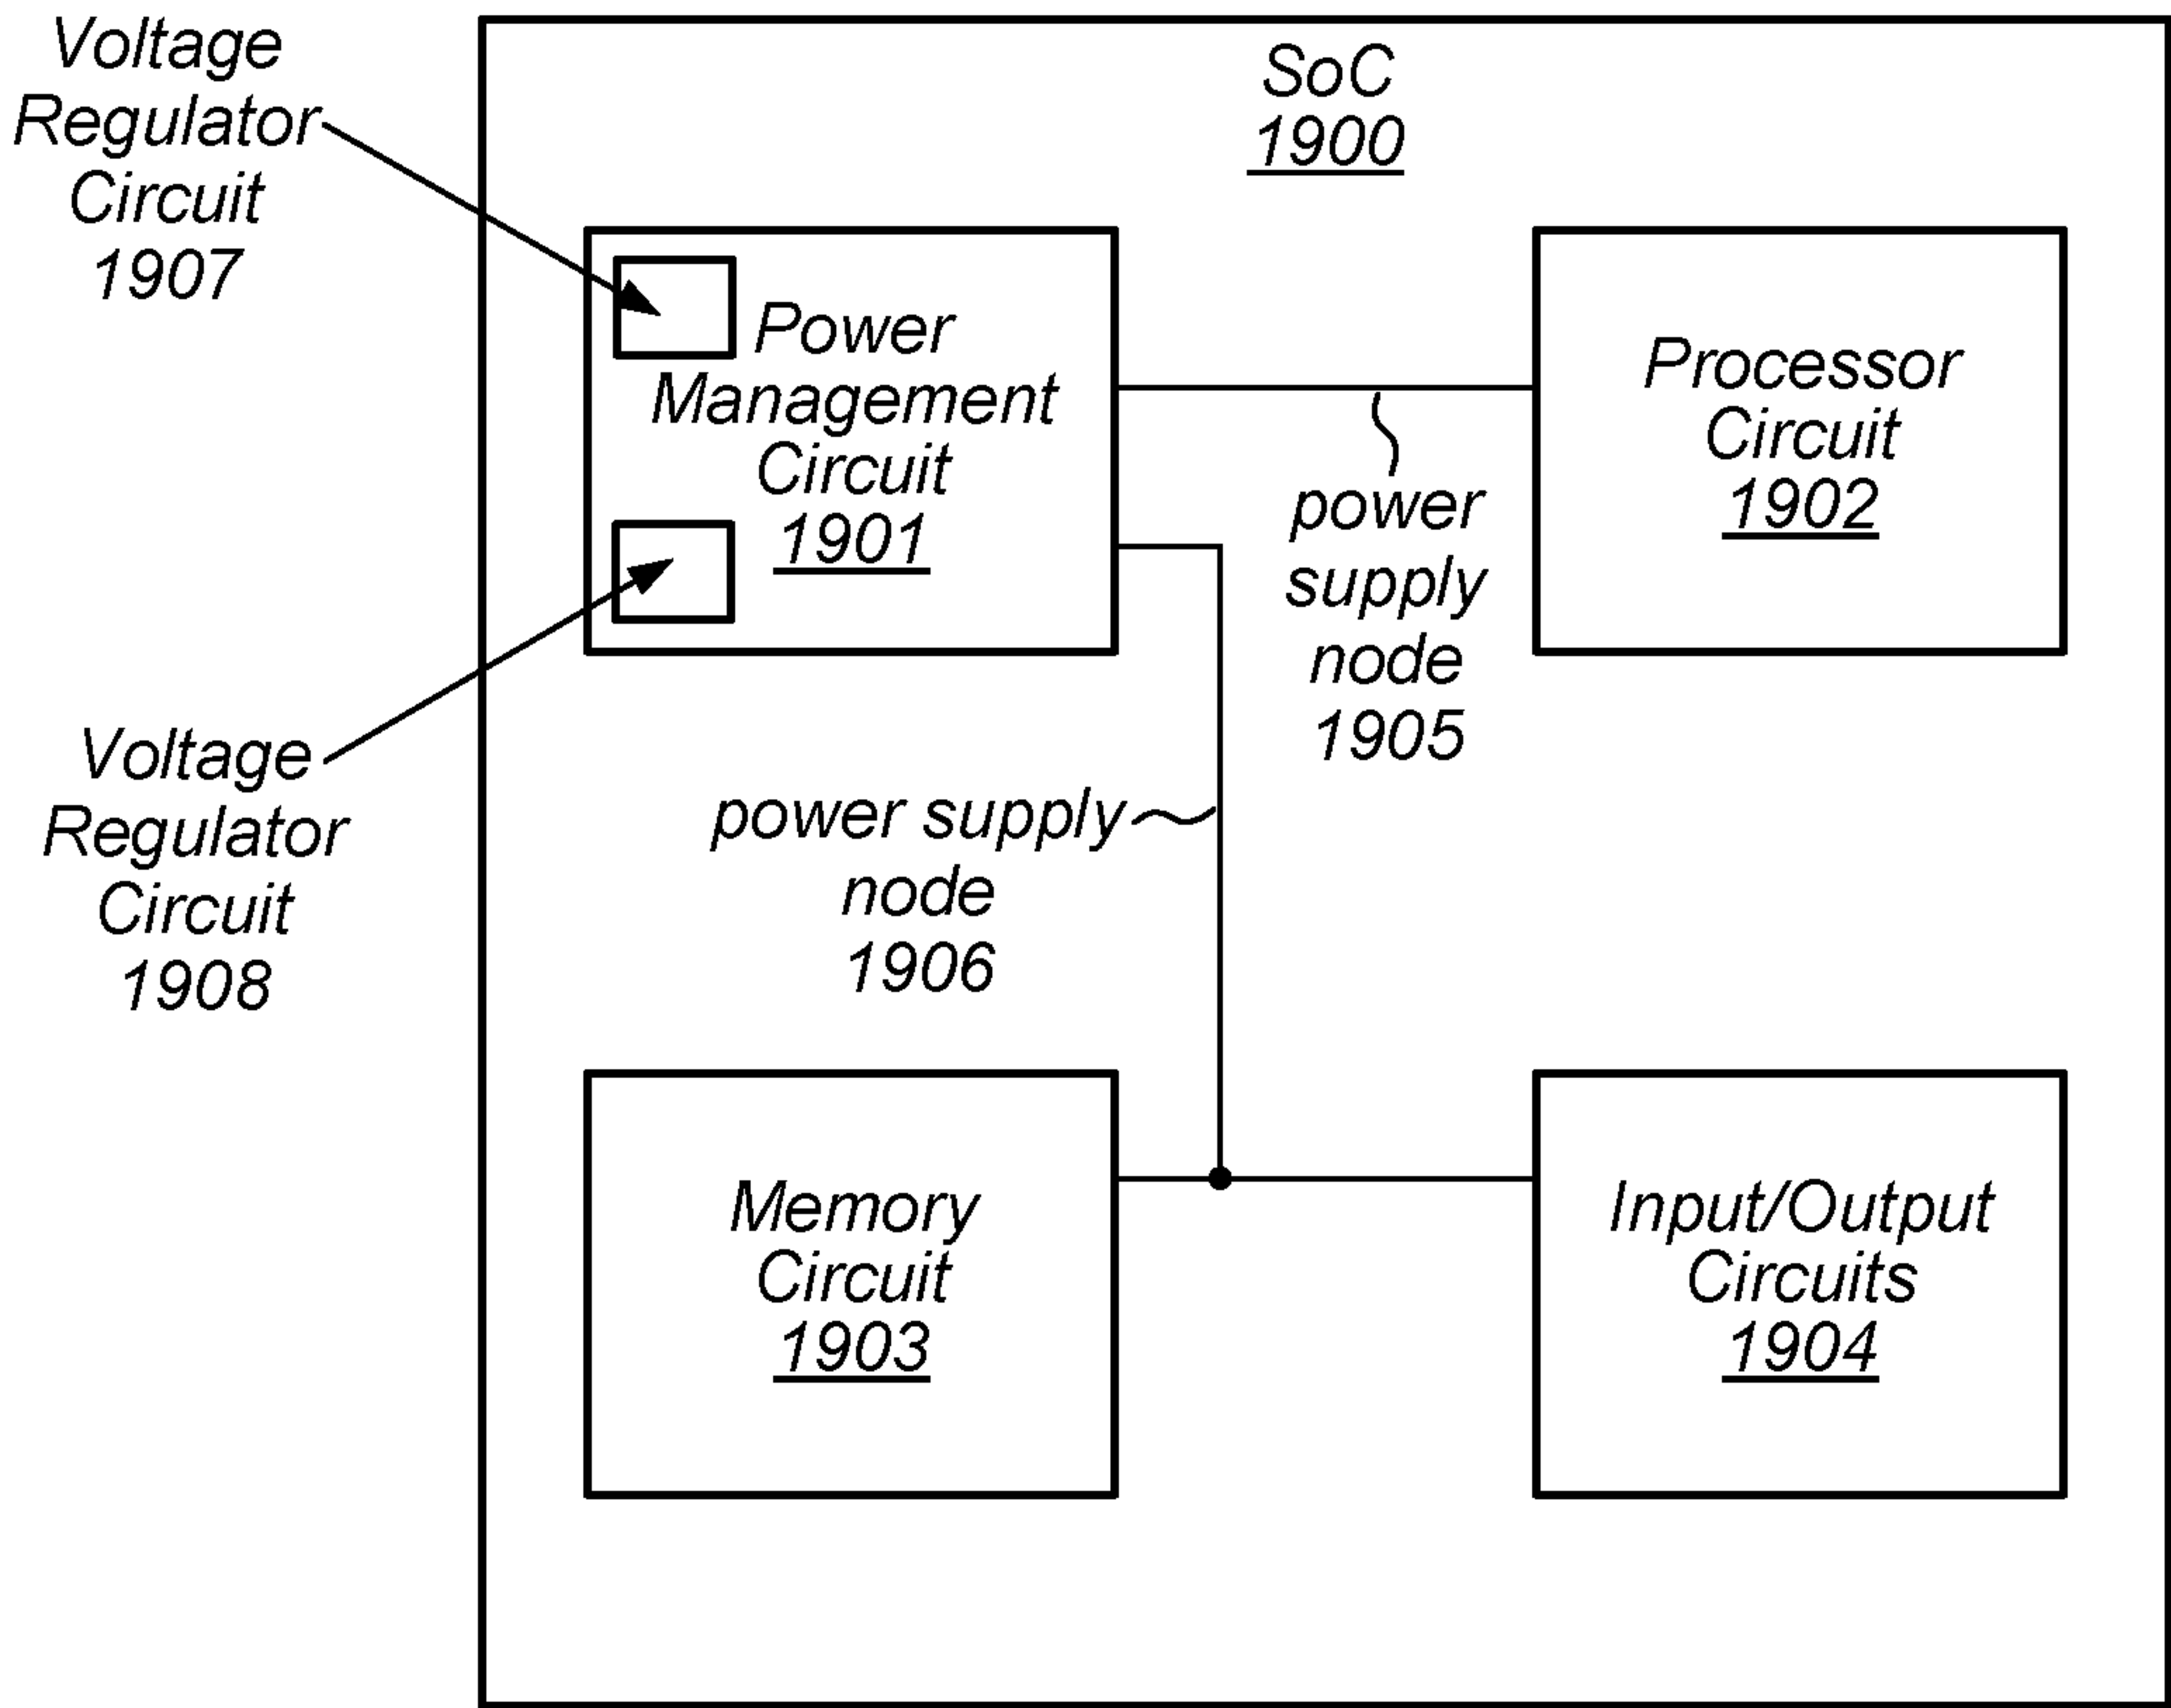 Voltage
Regulator
Circuit
1907
SoC
1900
Power
Management
Circuit
1901
Processor
Circuit
1902
power
supply
node
1905
Voltage
Regulator
Circuit
1908
power supply
node
1906
Memory
Circuit
1903
Input/Output
Circuits
1904